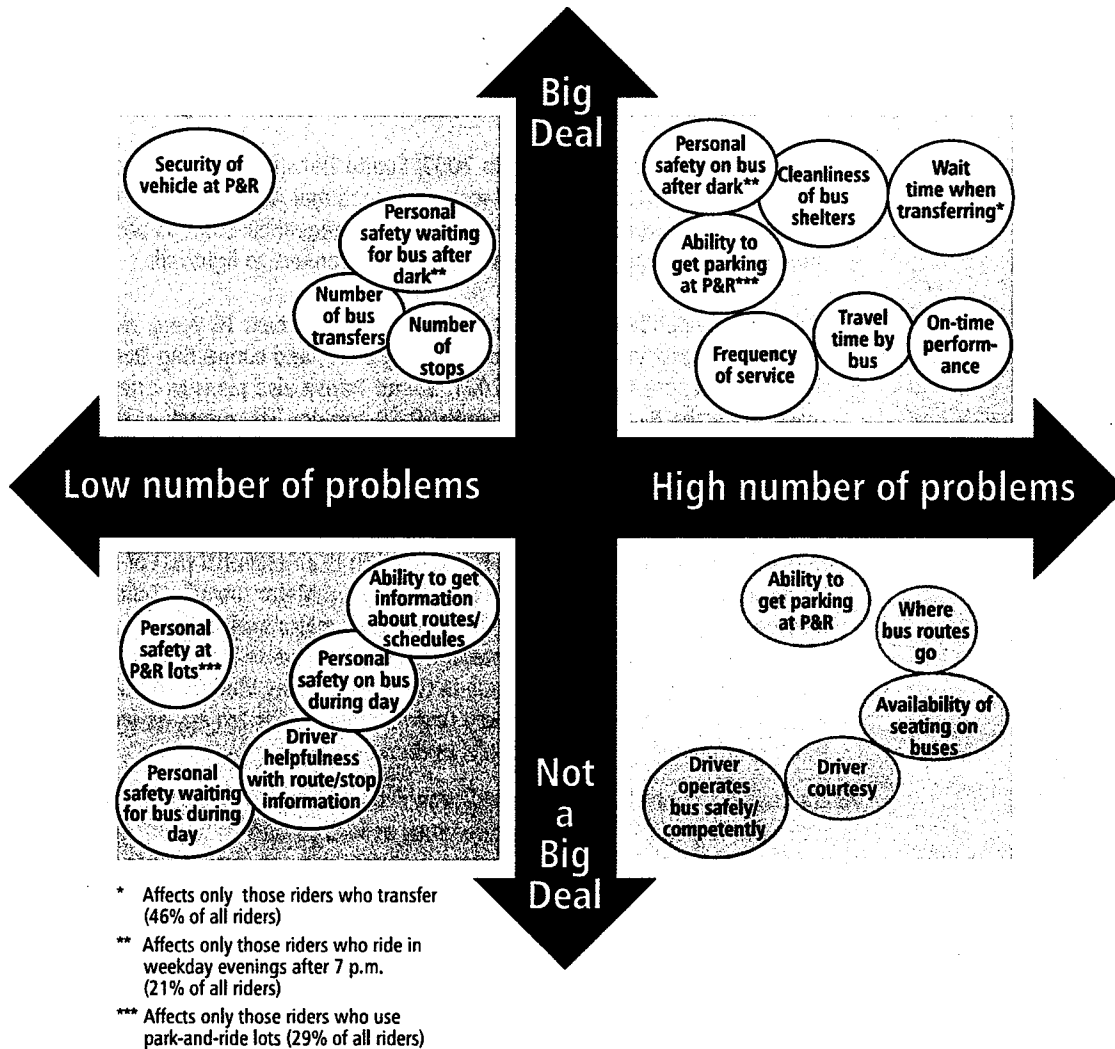 Big
Deal
Security of
vehicle at P&R
Personal
safety waiting
for bus after
dark**
Number
of bus
transfers
Number
of
stops
Personal
safety on bus
after dark**
Cleanliness
of bus
shelters
Wait
time when
transferring*
Ability to
get parking
at P&R***
Frequency
of service
Travel
time by
bus
On-time
perform-
ance
Low number of problems
High number of problems
Ability to get
information
about routes/
schedules
Personal
safety at
P&R lots***
Personal
safety on bus
during day
Driver
helpfulness
with route/stop
information
Personal
safety waiting
for bus during
day
Ability to
get parking
at P&R
Where
bus routes
go
Availability of
seating on
buses
Driver
courtesy
Driver
operates
bus safely/
competently
Not
a
Big
Deal
* Affects only those riders who transfer
(46% of all riders)
** Affects only those riders who ride in
weekday evenings after 7 p.m.
(21% of all riders)
*** Affects only those riders who use
park-and-ride lots (29% of all riders)